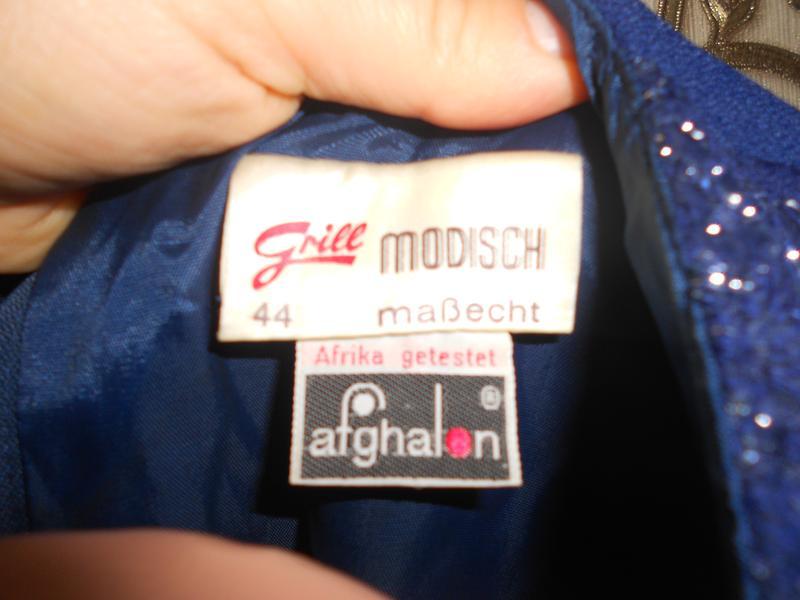 Grill MODISCH
44 maßecht
Afrika getestet
afghalon ®